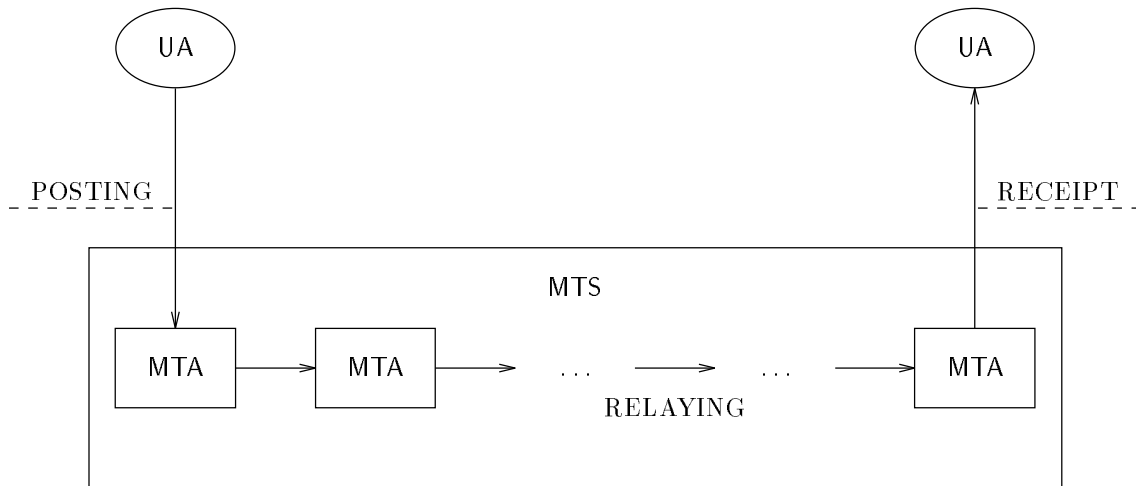 UA
UA
POSTING
RECEIPT
MTS
MTA
MTA
...
...
MTA
RELAYING